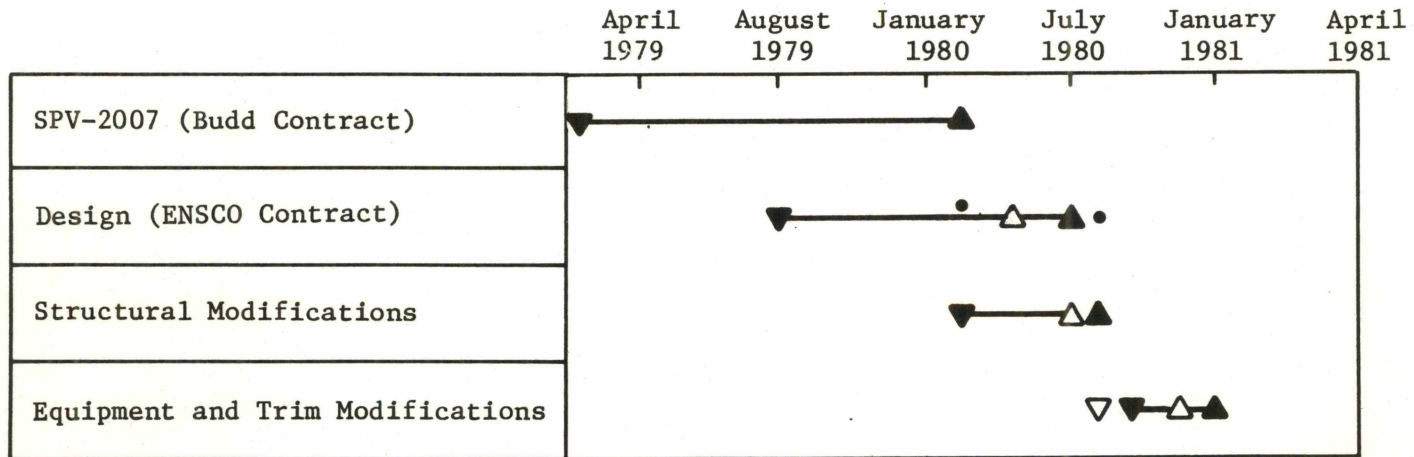 April August January July January April
1979 1979 1980 1980 1981 1981
SPV-2007 (Budd Contract)
Design (ENSCO Contract)
Structural Modifications
Equipment and Trim Modifications